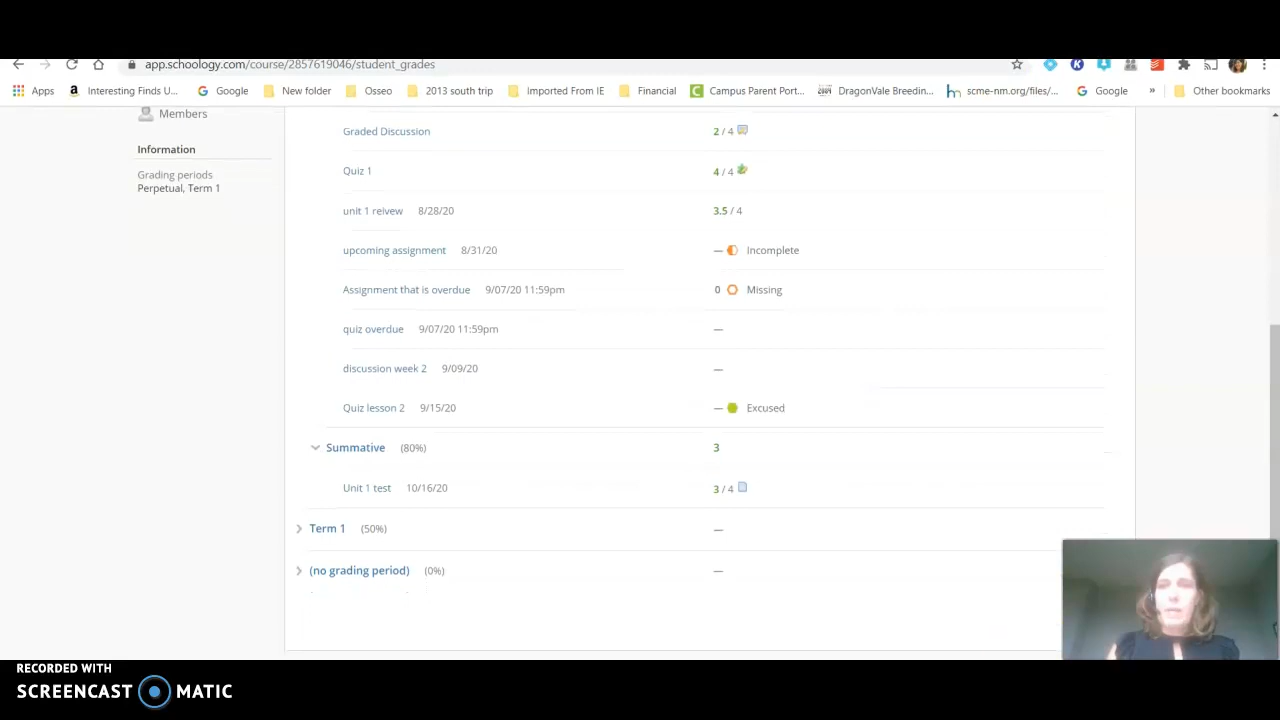 app.schoology.com/course/2857619046/student_grades
Apps Interesting Finds U... Google New folder Osseo 2013 south trip Imported From IE Financial Campus Parent Port... DragonVale Breedin... scme-nm.org/files/... Google » Other bookmarks
Members
Information
Grading periods
Perpetual, Term 1
Graded Discussion 2 / 4
Quiz 1 4 / 4
unit 1 reivew 8/28/20 3.5 / 4
upcoming assignment 8/31/20 — Incomplete
Assignment that is overdue 9/07/20 11:59pm 0 Missing
quiz overdue 9/07/20 11:59pm —
discussion week 2 9/09/20 —
Quiz lesson 2 9/15/20 — Excused
Summative (80%) 3
Unit 1 test 10/16/20 3 / 4
Term 1 (50%) —
(no grading period) (0%) —
RECORDED WITH
SCREENCAST MATIC